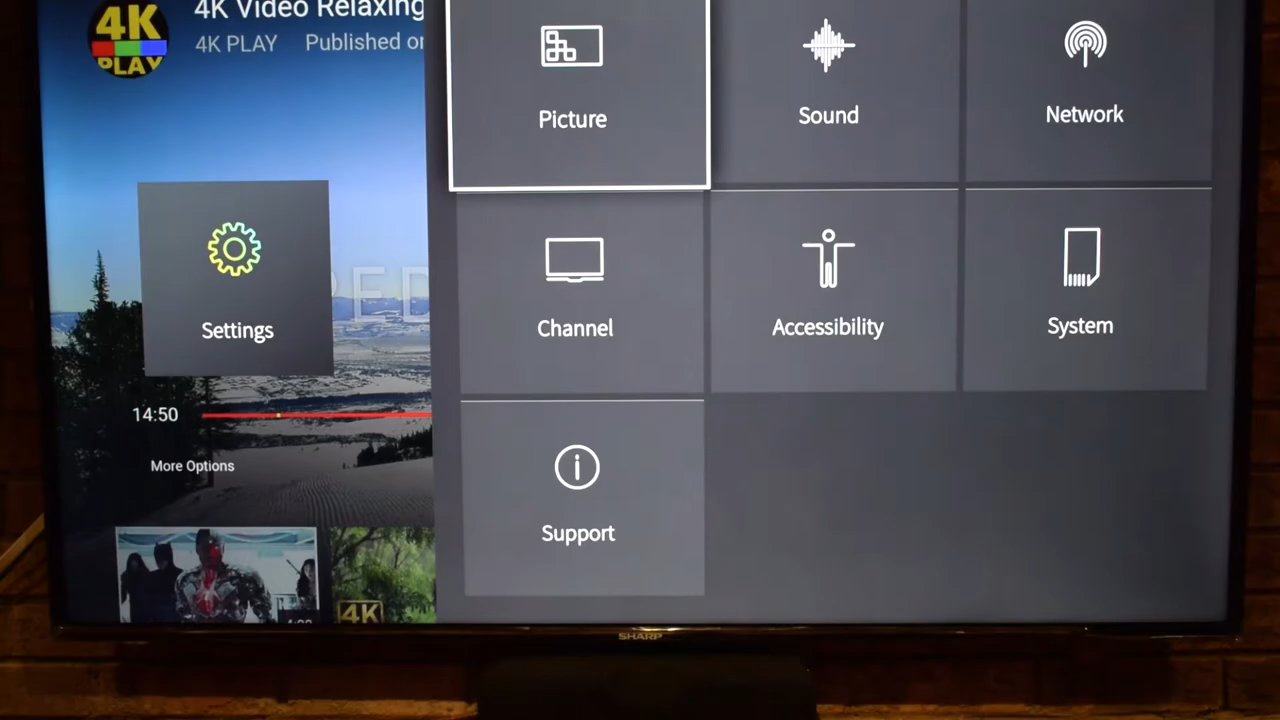 4K Video Relaxing
4K
PLAY
4K PLAY Published on
Picture
Sound
Network
Settings
Channel
Accessibility
System
14:50
More Options
Support
4K
SHARP